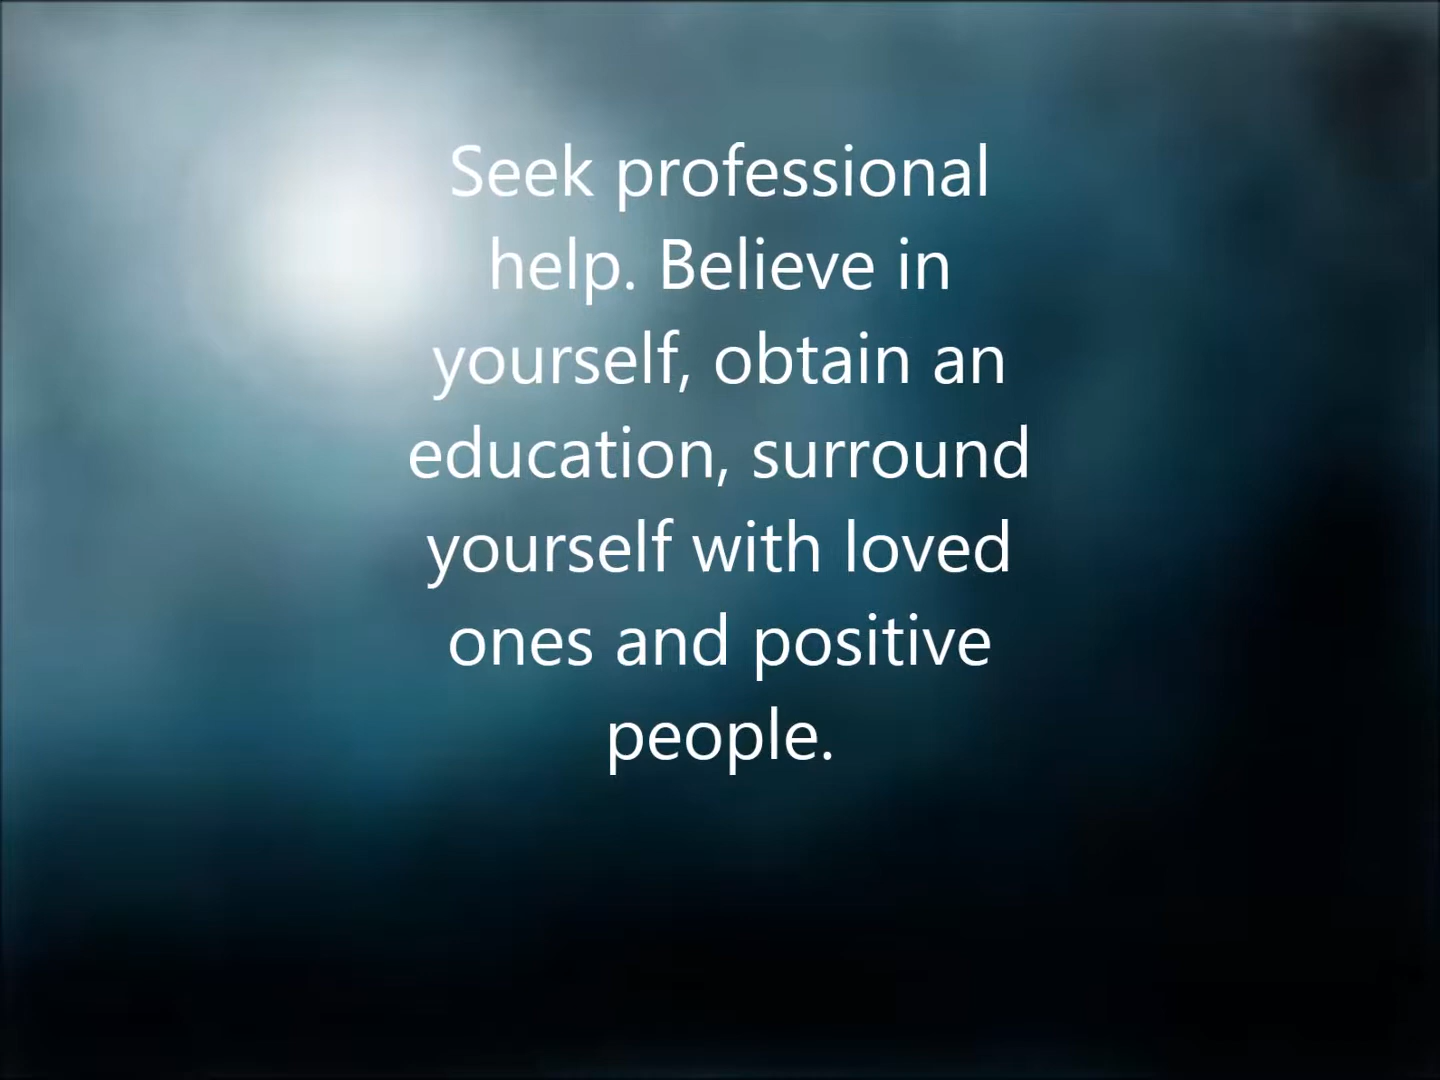 Seek professional
help. Believe in
yourself, obtain an
education, surround
yourself with loved
ones and positive
people.